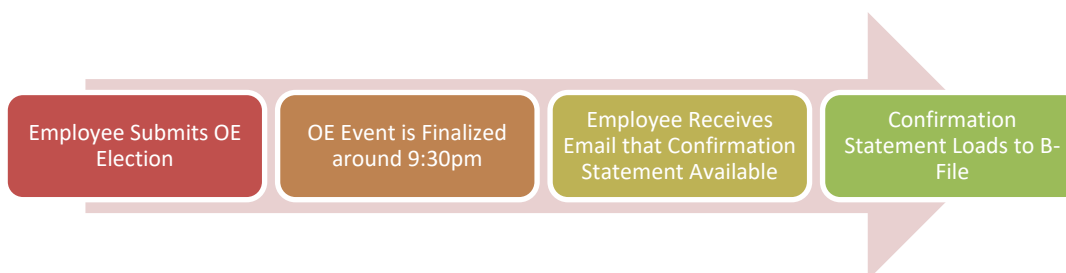 Employee Submits OE
Election
OE Event is Finalized
around 9:30pm
Employee Receives
Email that Confirmation
Statement Available
Confirmation
Statement Loads to B-
File